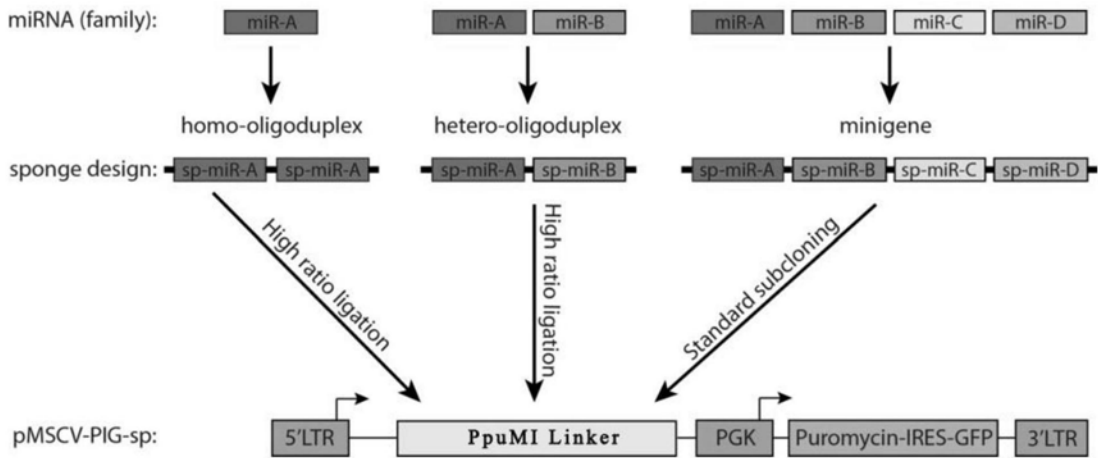 miRNA (family): miR-A miR-A miR-B miR-A miR-B miR-C miR-D
homo-oligoduplex hetero-oligoduplex minigene
sponge design: sp-miR-A sp-miR-A sp-miR-A sp-miR-B sp-miR-A sp-miR-B sp-miR-C sp-miR-D
High ratio ligation
High ratio ligation
Standard subcloning
pMSCV-PIG-sp: 5'LTR PpuMI Linker PGK Puromycin-IRES-GFP 3'LTR